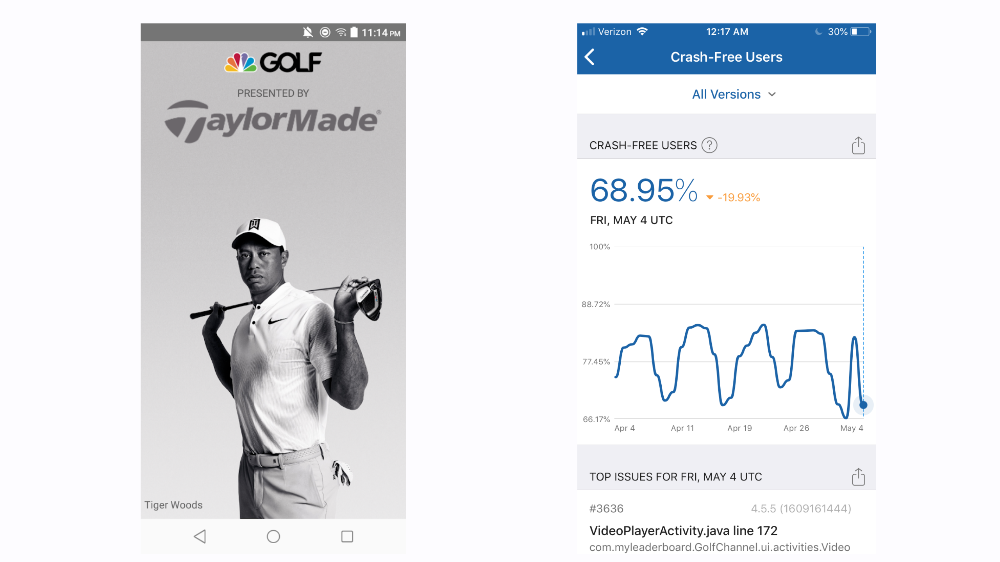 11:14 PM
GOLF
PRESENTED BY
TaylorMade®
TW
Tiger Woods
Verizon
12:17 AM
30%
Crash-Free Users
All Versions
CRASH-FREE USERS ?
68.95% -19.93%
FRI, MAY 4 UTC
100%
88.72%
77.45%
66.17%
Apr 4 Apr 11 Apr 19 Apr 26 May 4
TOP ISSUES FOR FRI, MAY 4 UTC
#3636 4.5.5 (1609161444)
VideoPlayerActivity.java line 172
com.myleaderboard.GolfChannel.ui.activities.Video